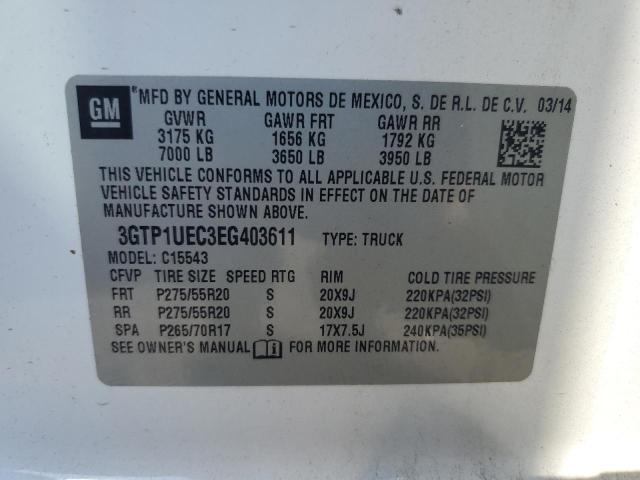 GM ®MFD BY GENERAL MOTORS DE MEXICO, S. DE R.L. DE C.V. 03/14
GVWR GAWR FRT GAWR RR
3175 KG 1656 KG 1792 KG
7000 LB 3650 LB 3950 LB
THIS VEHICLE CONFORMS TO ALL APPLICABLE U.S. FEDERAL MOTOR
VEHICLE SAFETY STANDARDS IN EFFECT ON THE DATE OF
MANUFACTURE SHOWN ABOVE.
3GTP1UEC3EG403611 TYPE: TRUCK
MODEL: C15543
CFVP TIRE SIZE SPEED RTG RIM COLD TIRE PRESSURE
FRT P275/55R20 S 20X9J 220KPA(32PSI)
RR P275/55R20 S 20X9J 220KPA(32PSI)
SPA P265/70R17 S 17X7.5J 240KPA(35PSI)
SEE OWNER'S MANUAL i FOR MORE INFORMATION.